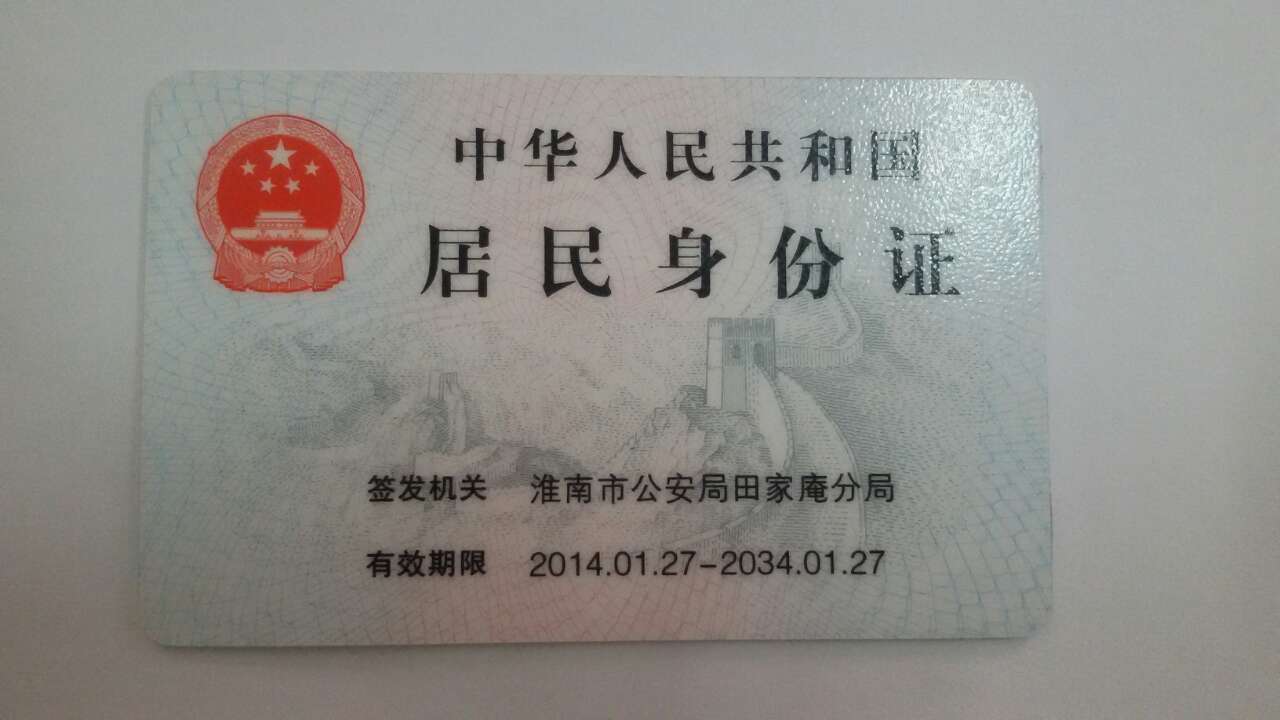 中华人民共和国
居民身份证
签发机关 淮南市公安局田家庵分局
有效期限 2014.01.27-2034.01.27